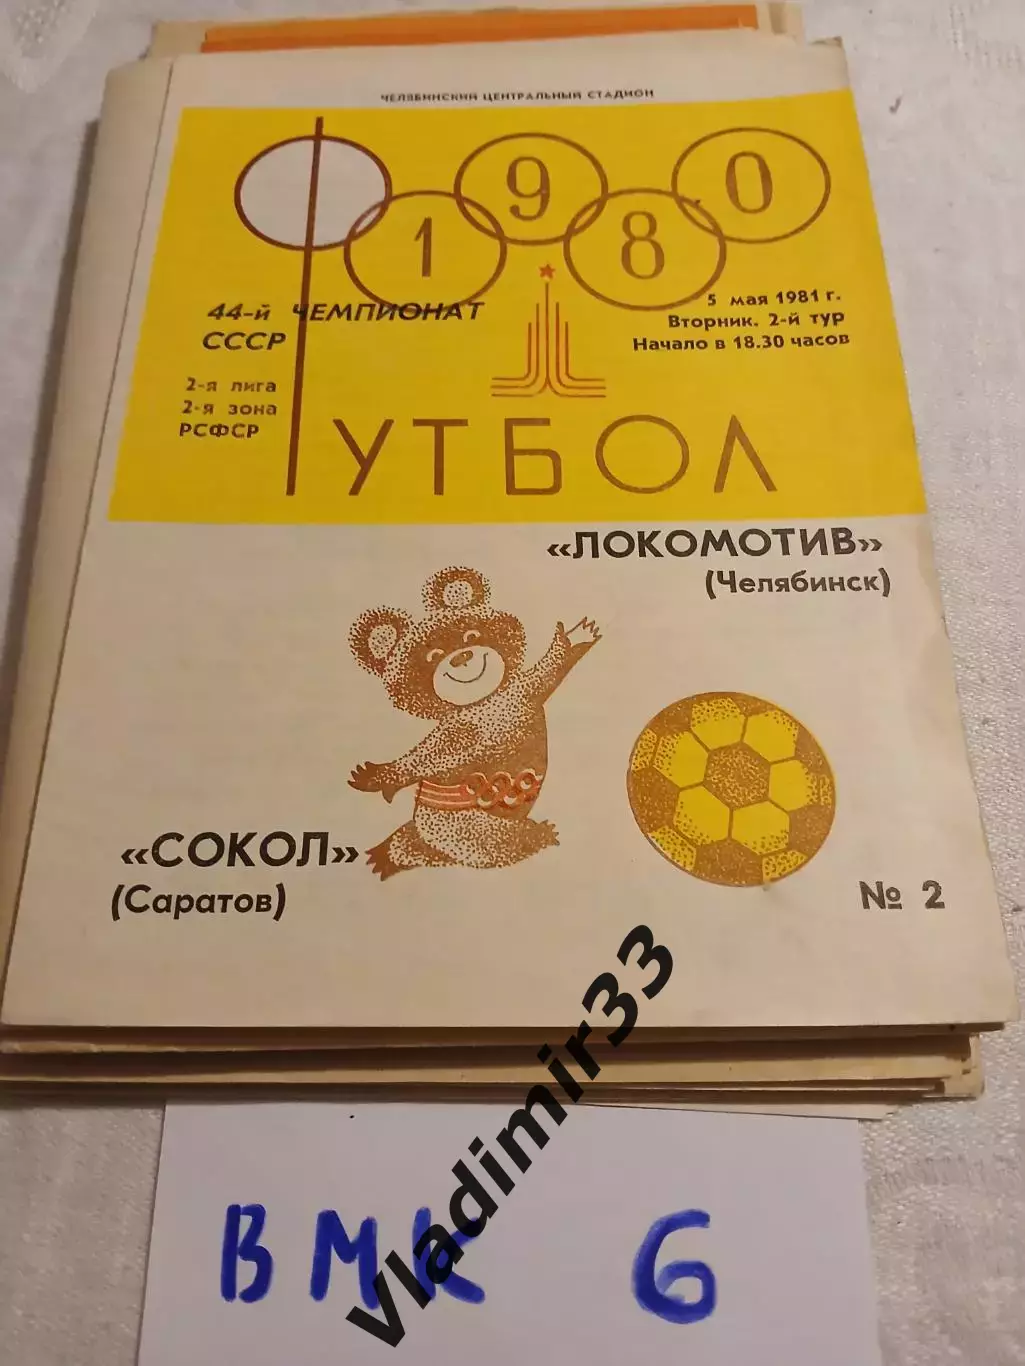 ЧЕЛЯБИНСКИЙ ЦЕНТРАЛЬНЫЙ СТАДИОН
1980
44-й ЧЕМПИОНАТ
СССР
2-я лига
2-я зона
РСФСР
5 мая 1981 г.
Вторник. 2-й тур
Начало в 18.30 часов
ФУТБОЛ
«ЛОКОМОТИВ»
(Челябинск)
«СОКОЛ»
(Саратов)
№ 2
Vladimir33
ВМК 6